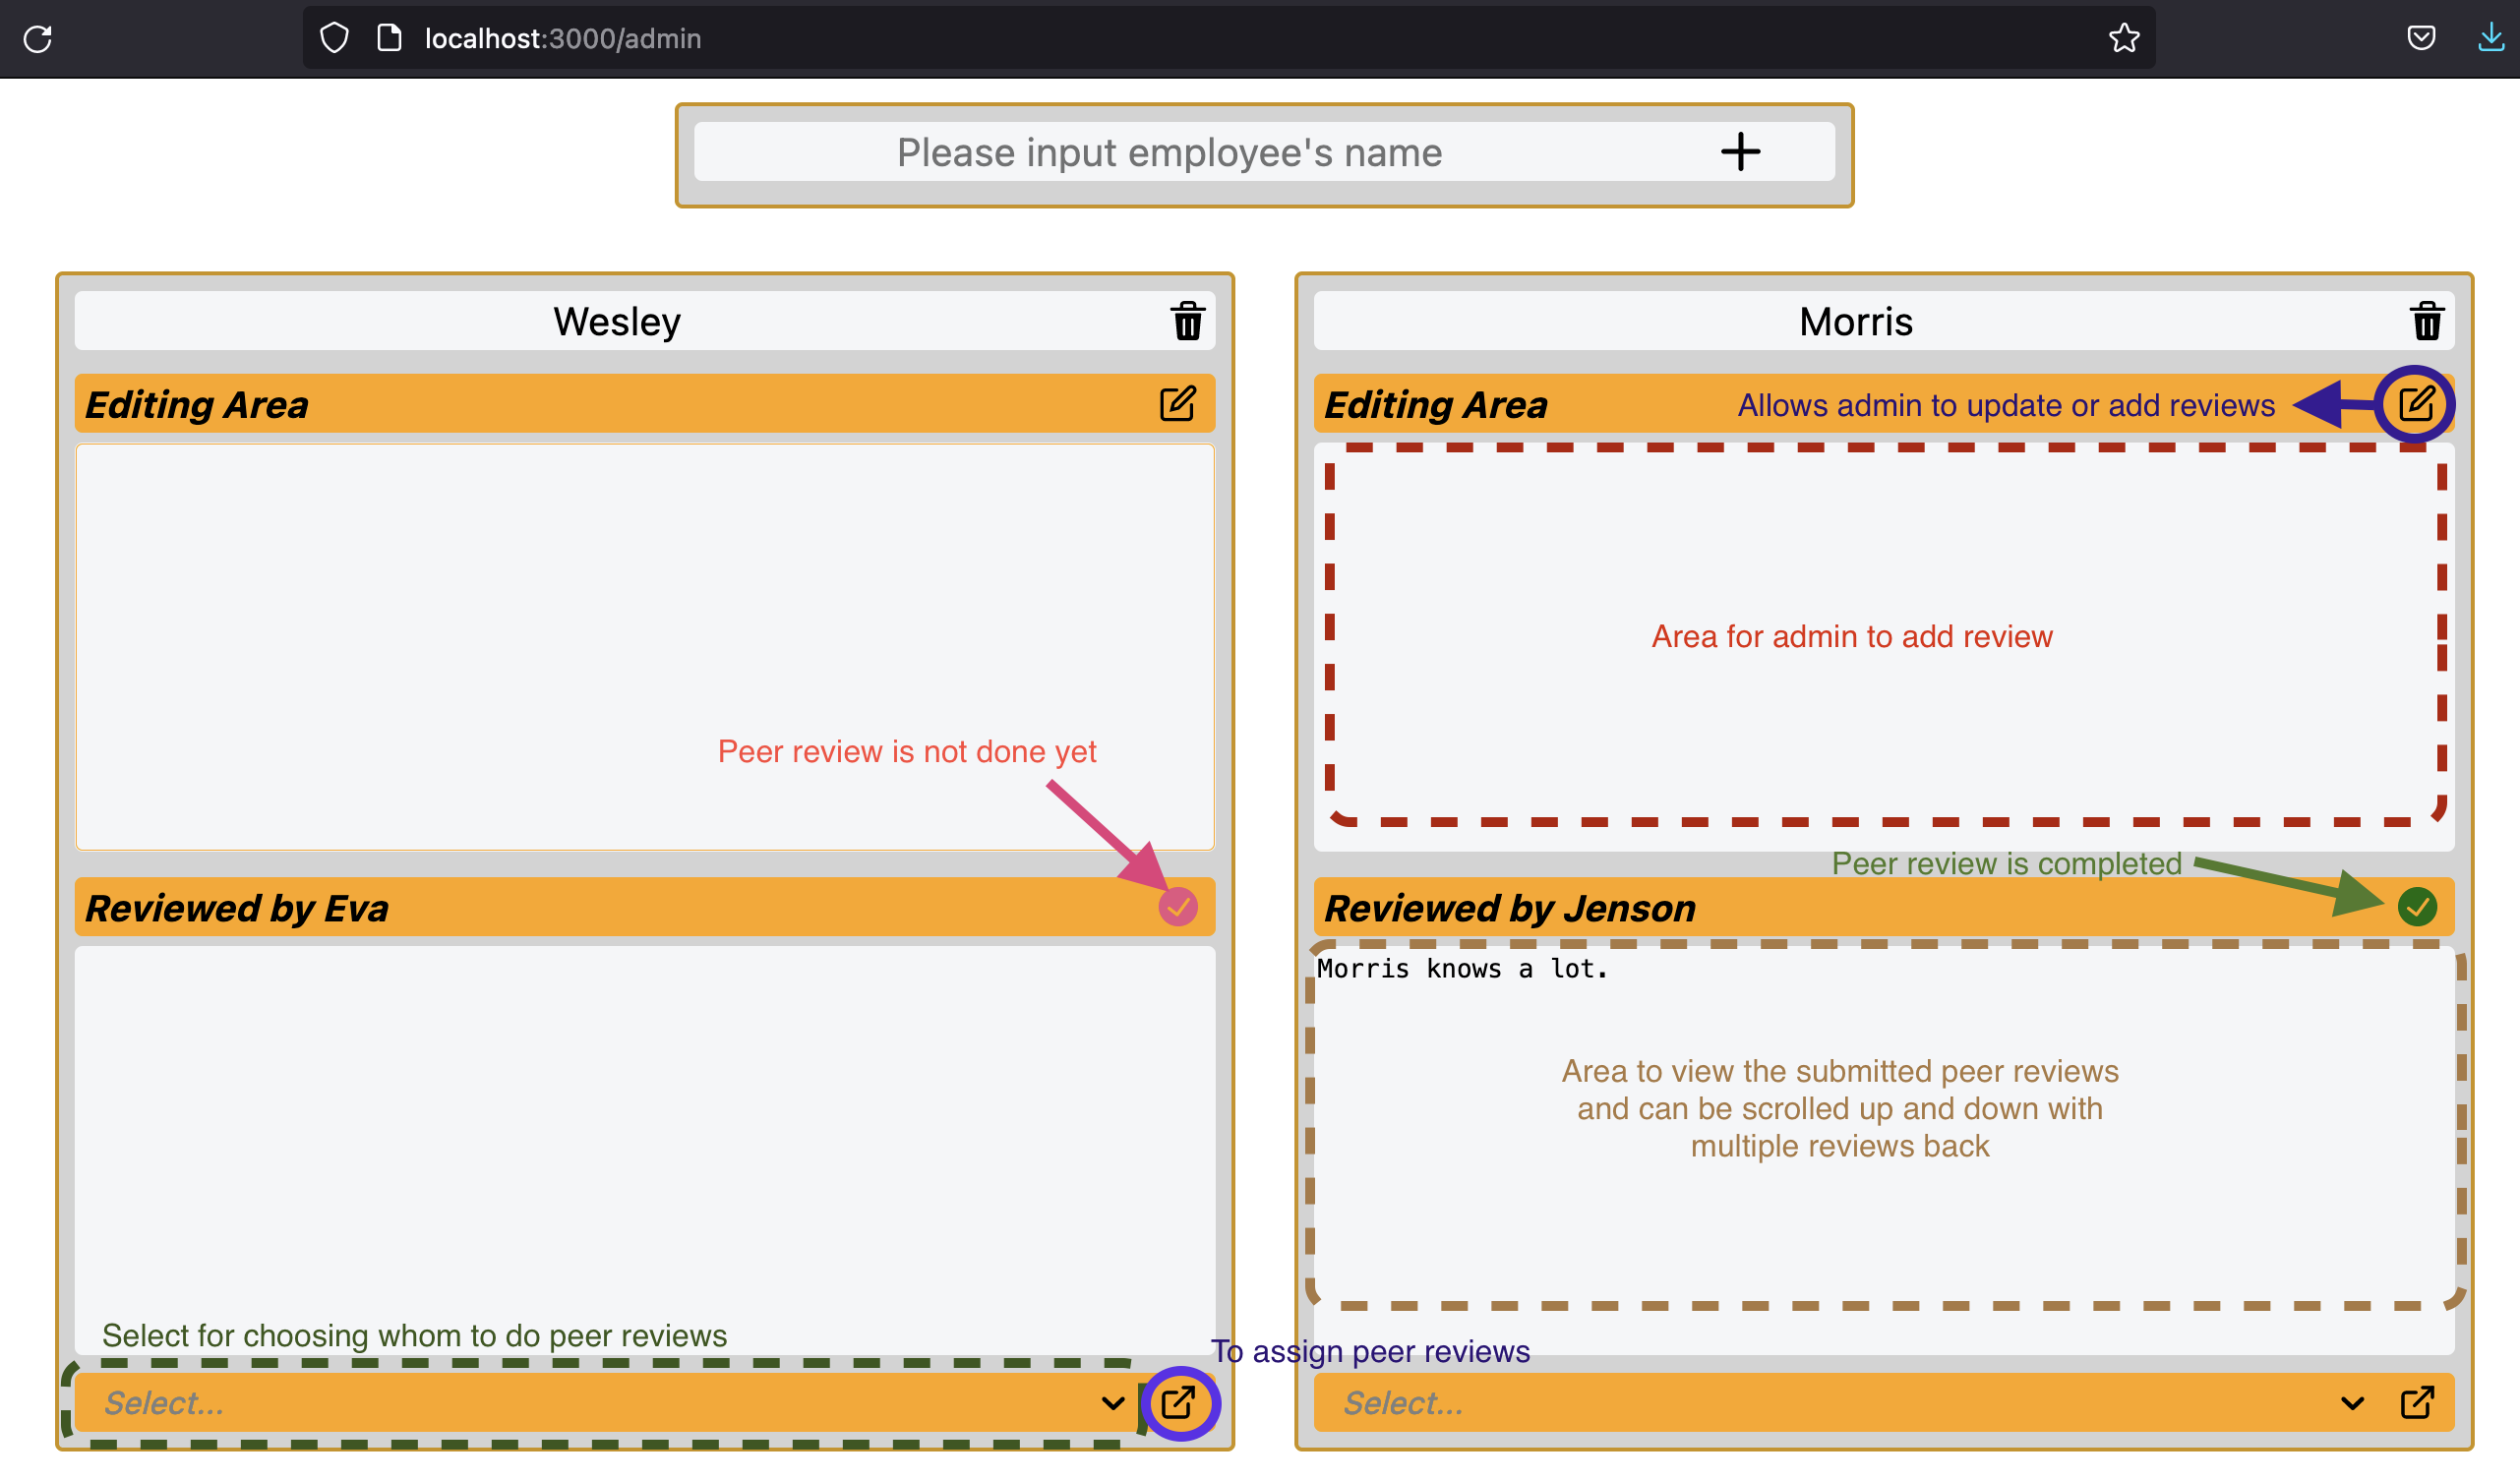 localhost:3000/admin
Please input employee's name
Wesley
Editing Area
Peer review is not done yet
Reviewed by Eva
Select for choosing whom to do peer reviews
Select...
To assign peer reviews
Morris
Editing Area
Allows admin to update or add reviews
Area for admin to add review
Peer review is completed
Reviewed by Jenson
Morris knows a lot.
Area to view the submitted peer reviews
and can be scrolled up and down with
multiple reviews back
Select...